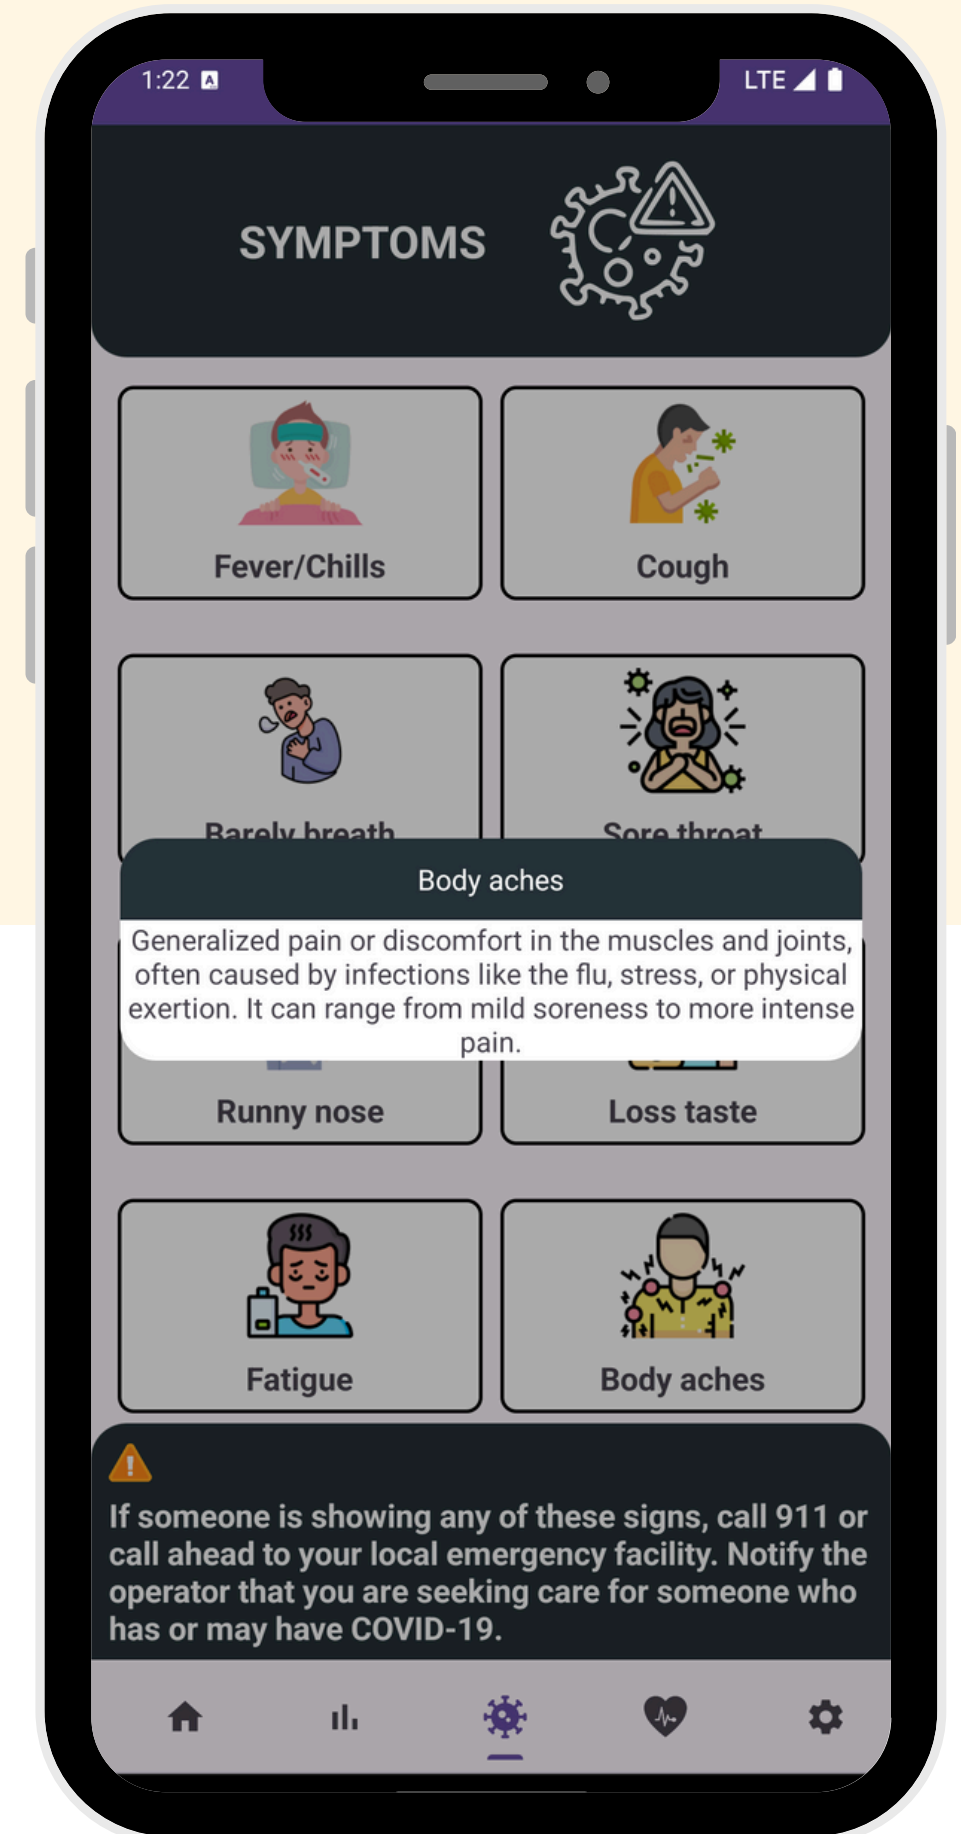 1:22 A LTE
SYMPTOMS
Fever/Chills Cough
Barely breath Sore throat
Body aches
Generalized pain or discomfort in the muscles and joints,
often caused by infections like the flu, stress, or physical
exertion. It can range from mild soreness to more intense
pain.
Runny nose Loss taste
Fatigue Body aches
If someone is showing any of these signs, call 911 or
call ahead to your local emergency facility. Notify the
operator that you are seeking care for someone who
has or may have COVID-19.